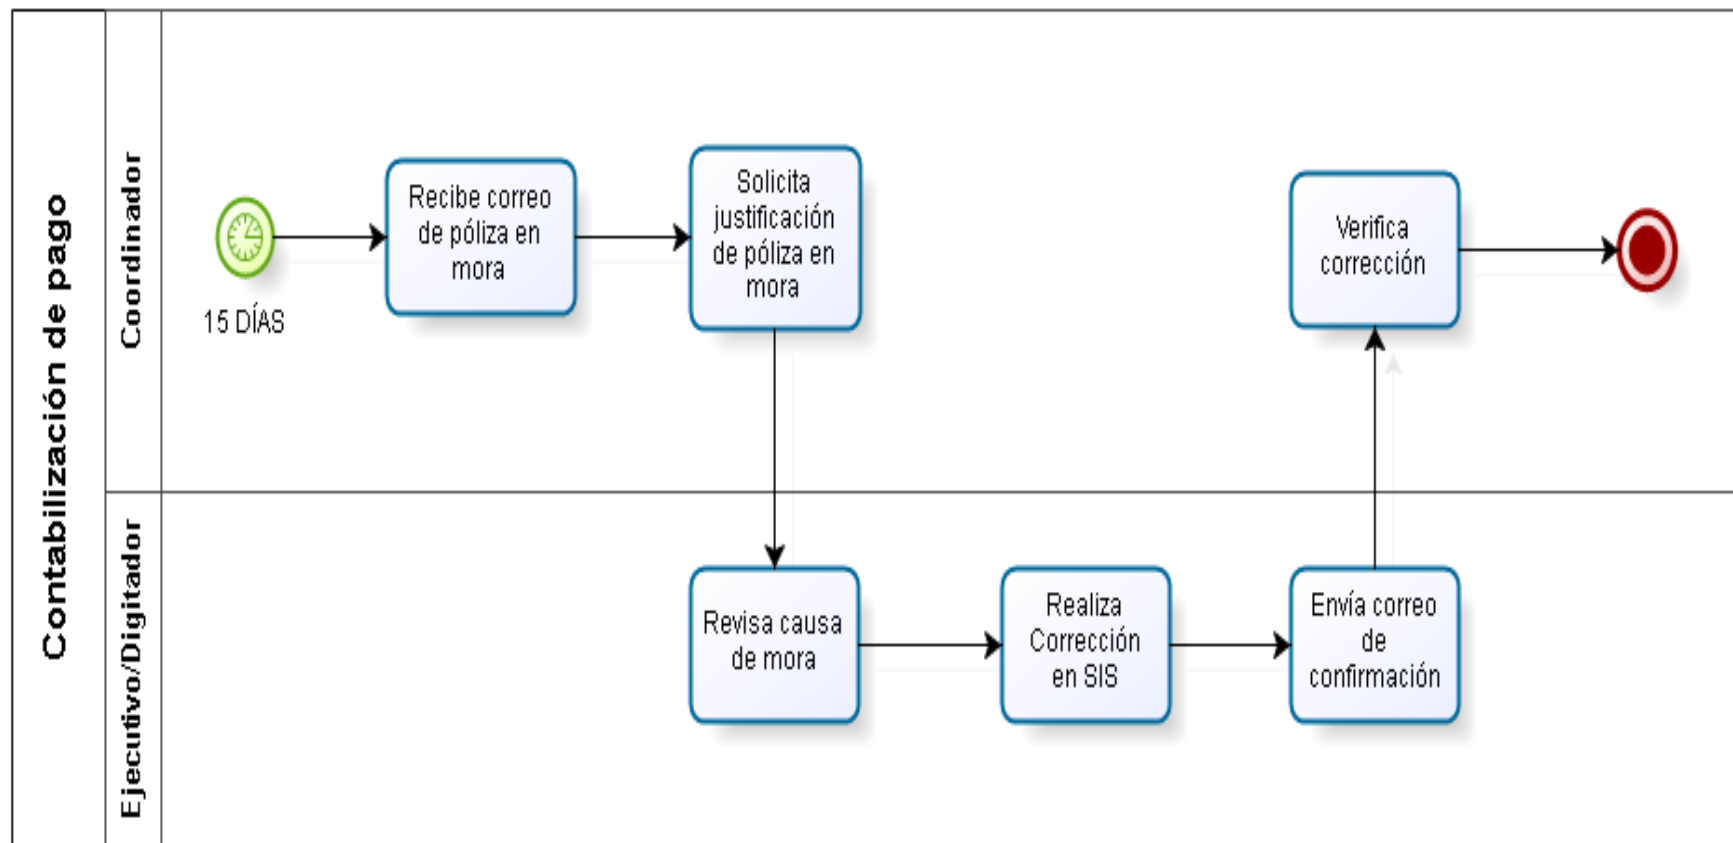 Contabilización de pago
Coordinador
15 DÍAS
Recibe correo
de póliza en
mora
Solicita
justificación
de póliza en
mora
Verifica
corrección
Ejecutivo/Digitador
Revisa causa
de mora
Realiza
Corrección
en SIS
Envía correo
de
confirmación